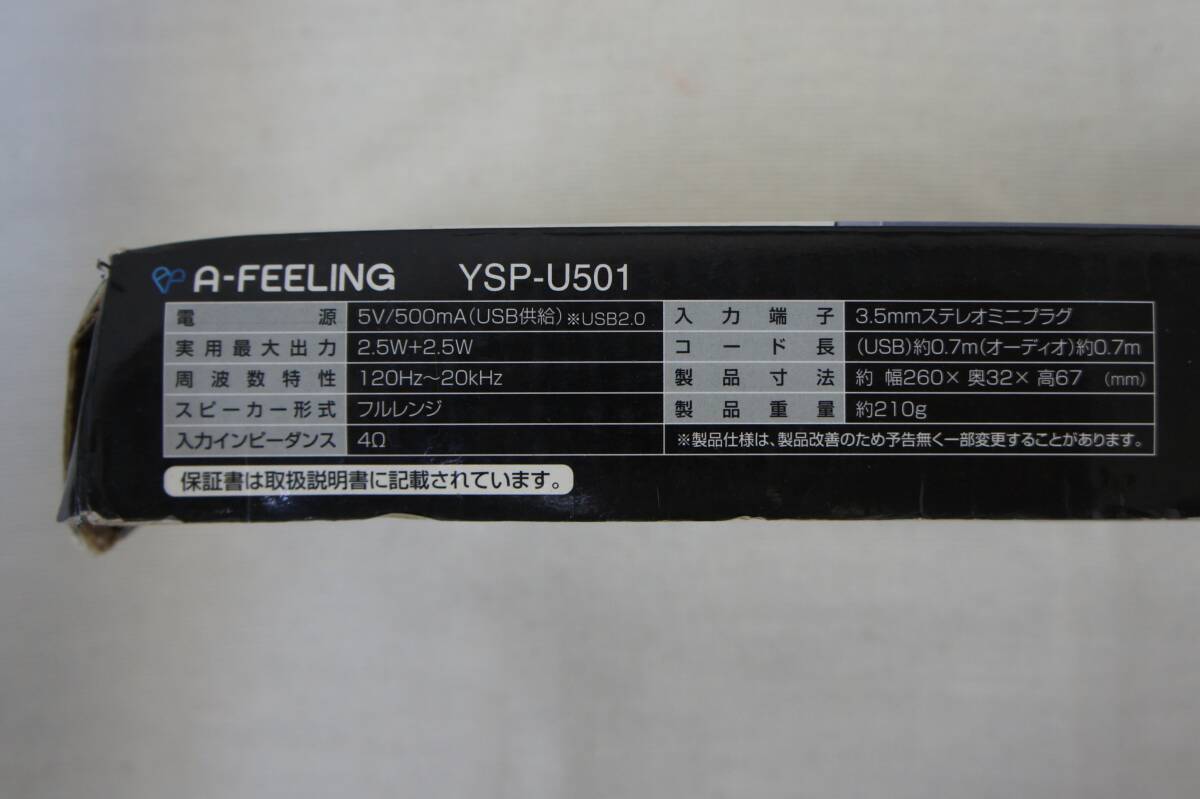 A-FEELING YSP-U501
電源 5V/500mA(USB供給)※USB2.0 入力端子 3.5mmステレオミニプラグ
実用最大出力 2.5W+2.5W コード長 (USB)約0.7m(オーディオ)約0.7m
周波数特性 120Hz~20kHz 製品寸法 約 幅260×奥32×高67 (mm)
スピーカー形式 フルレンジ 製品重量 約210g
入力インピーダンス 4Ω ※製品仕様は、製品改善のため予告無く一部変更することがあります。
保証書は取扱説明書に記載されています。